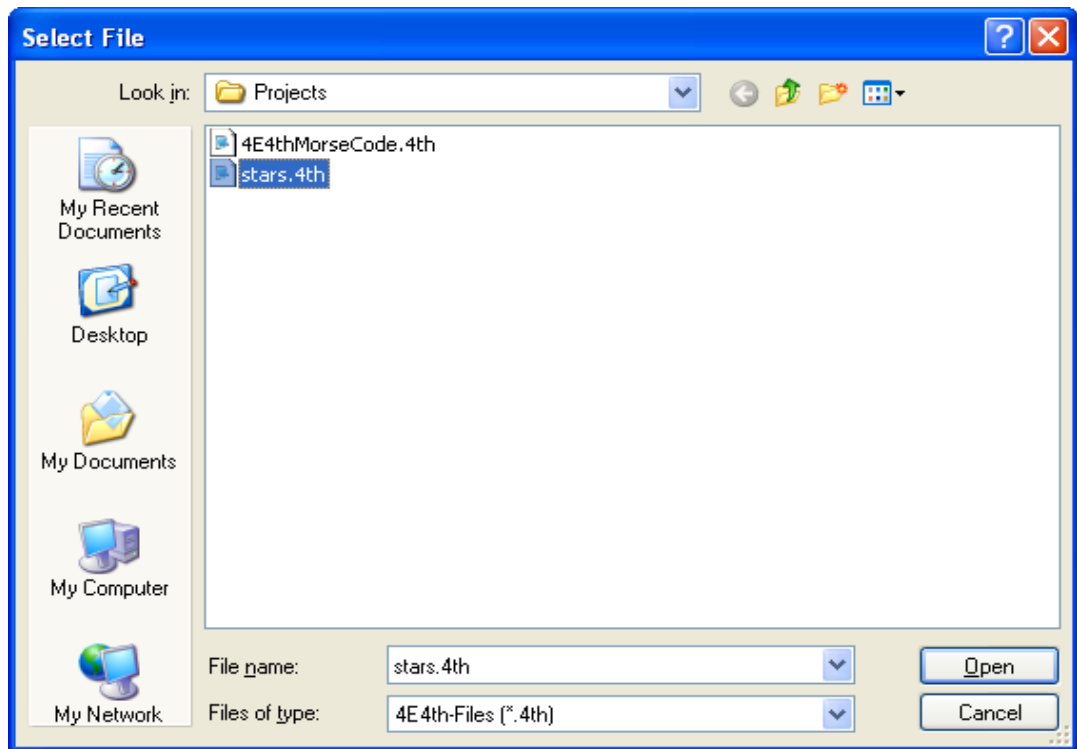 Select File
Look in:
Projects
4E4thMorseCode.4th
stars.4th
My Recent
Documents
Desktop
My Documents
My Computer
My Network
File name:
stars.4th
Open
Files of type:
4E4th-Files (*.4th)
Cancel